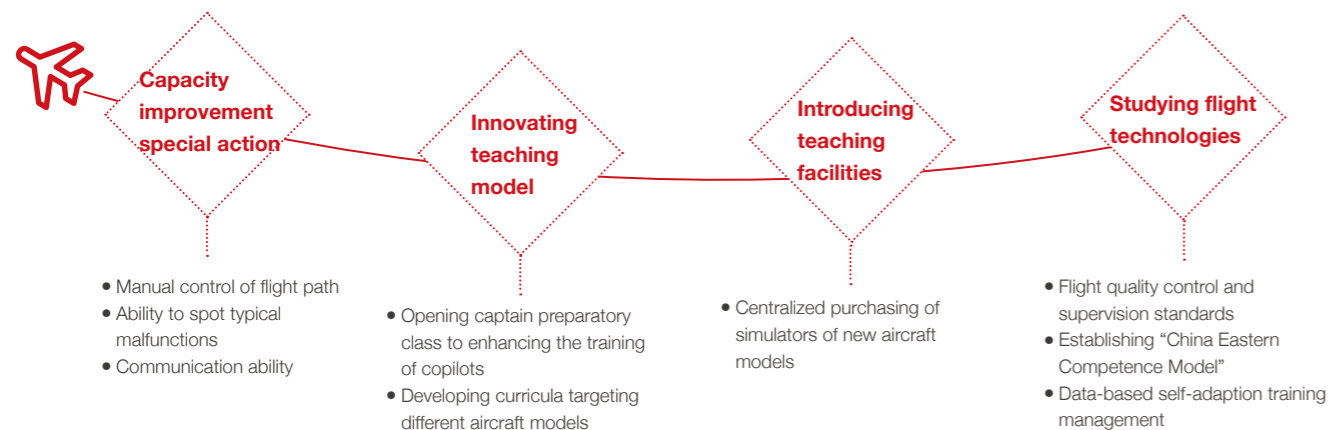 Capacity
improvement
special action
• Manual control of flight path
• Ability to spot typical
malfunctions
• Communication ability
Innovating
teaching
model
• Opening captain preparatory
class to enhancing the training
of copilots
• Developing curricula targeting
different aircraft models
Introducing
teaching
facilities
• Centralized purchasing of
simulators of new aircraft
models
Studying flight
technologies
• Flight quality control and
supervision standards
• Establishing “China Eastern
Competence Model”
• Data-based self-adaption training
management